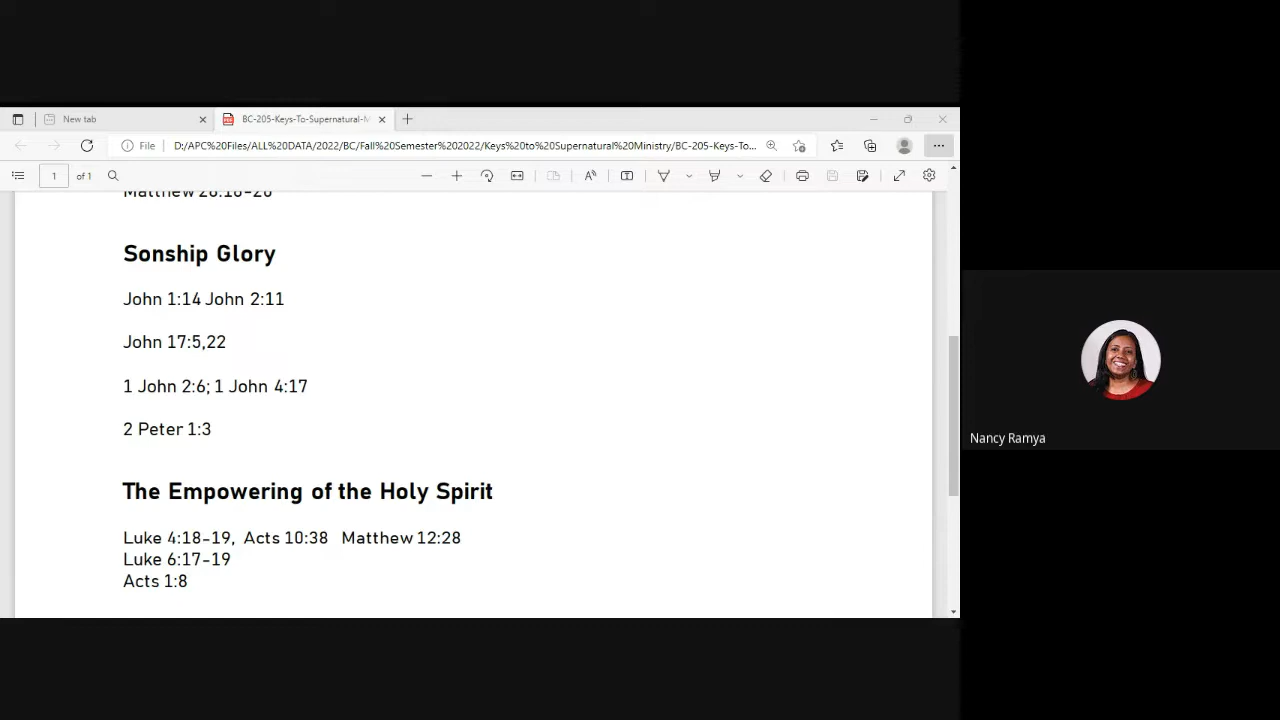 New tab
BC-205-Keys-To-Supernatural-M
File
D:/APC%20Files/ALL%20DATA/2022/BC/Fall%20Semester%202022/Keys%20to%20Supernatural%20Ministry/BC-205-Keys-To...
1 of 1
Sonship Glory
John 1:14 John 2:11
John 17:5,22
1 John 2:6; 1 John 4:17
2 Peter 1:3
Nancy Ramya
The Empowering of the Holy Spirit
Luke 4:18-19, Acts 10:38 Matthew 12:28
Luke 6:17-19
Acts 1:8